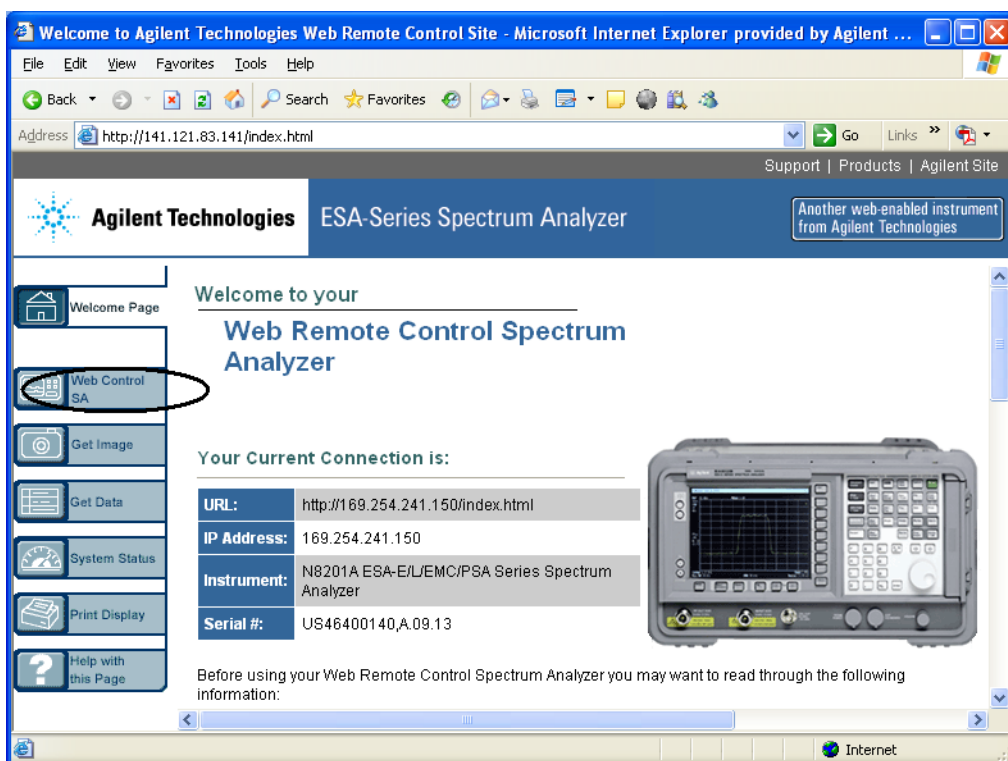 Welcome to Agilent Technologies Web Remote Control Site - Microsoft Internet Explorer provided by Agilent ...
File Edit View Favorites Tools Help
Back Search Favorites
Address http://141.121.83.141/index.html Go Links »
Support | Products | Agilent Site
Agilent Technologies ESA-Series Spectrum Analyzer
Another web-enabled instrument
from Agilent Technologies
Welcome Page
Web Control
SA
Get Image
Get Data
System Status
Print Display
Help with
this Page
Welcome to your
Web Remote Control Spectrum
Analyzer
Your Current Connection is:
URL: http://169.254.241.150/index.html
IP Address: 169.254.241.150
Instrument: N8201A ESA-E/L/EMC/PSA Series Spectrum
Analyzer
Serial #: US46400140,A.09.13
Before using your Web Remote Control Spectrum Analyzer you may want to read through the following
information:
Internet